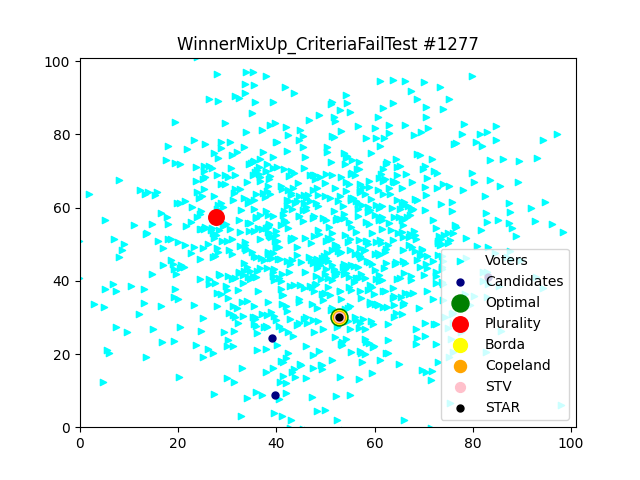 WinnerMixUp_CriteriaFailTest #1277
100
80
60
40
20
0
0
20
40
60
80
100
Voters
Candidates
Optimal
Plurality
Borda
Copeland
STV
STAR